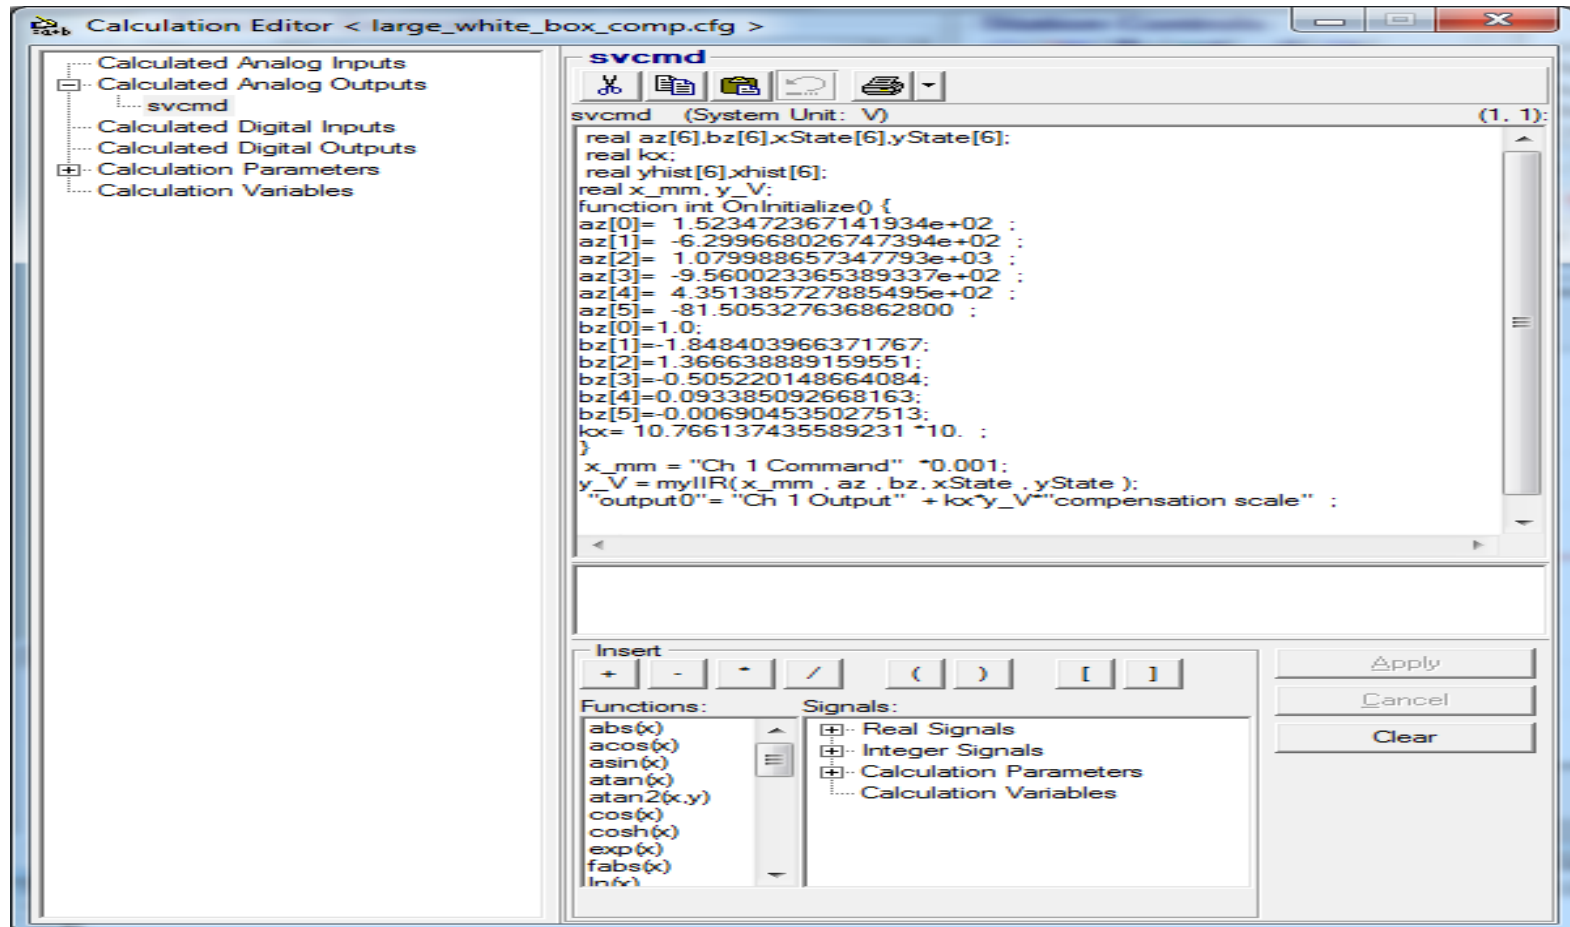 Calculation Editor < large_white_box_comp.cfg >
Calculated Analog Inputs
Calculated Analog Outputs
svcmd
Calculated Digital Inputs
Calculated Digital Outputs
Calculation Parameters
Calculation Variables
svcmd
svcmd (System Unit: V) (1, 1):
real az[6],bz[6],xState[6],yState[6];
real kx;
real yhist[6],xhist[6];
real x_mm, y_V;
function int OnInitialize() {
az[0]= 1.523472367141934e+02 ;
az[1]= -6.299668026747394e+02 ;
az[2]= 1.079988657347793e+03 ;
az[3]= -9.560023365389337e+02 ;
az[4]= 4.351385727885495e+02 ;
az[5]= -81.505327636862800 ;
bz[0]=1.0;
bz[1]=-1.848403966371767;
bz[2]=1.366638889159551;
bz[3]=-0.505220148664084;
bz[4]=0.093385092668163;
bz[5]=-0.006904535027513;
kx= 10.766137435589231 *10. ;
}
x_mm = "Ch 1 Command" *0.001;
y_V = myIIR( x_mm , az , bz, xState , yState );
"output0"= "Ch 1 Output" + kx*y_V*"compensation scale" ;
Insert
+ - * / ( ) [ ]
Functions:
abs(x)
acos(x)
asin(x)
atan(x)
atan2(x,y)
cos(x)
cosh(x)
exp(x)
fabs(x)
ln(x)
Signals:
Real Signals
Integer Signals
Calculation Parameters
Calculation Variables
Apply
Cancel
Clear